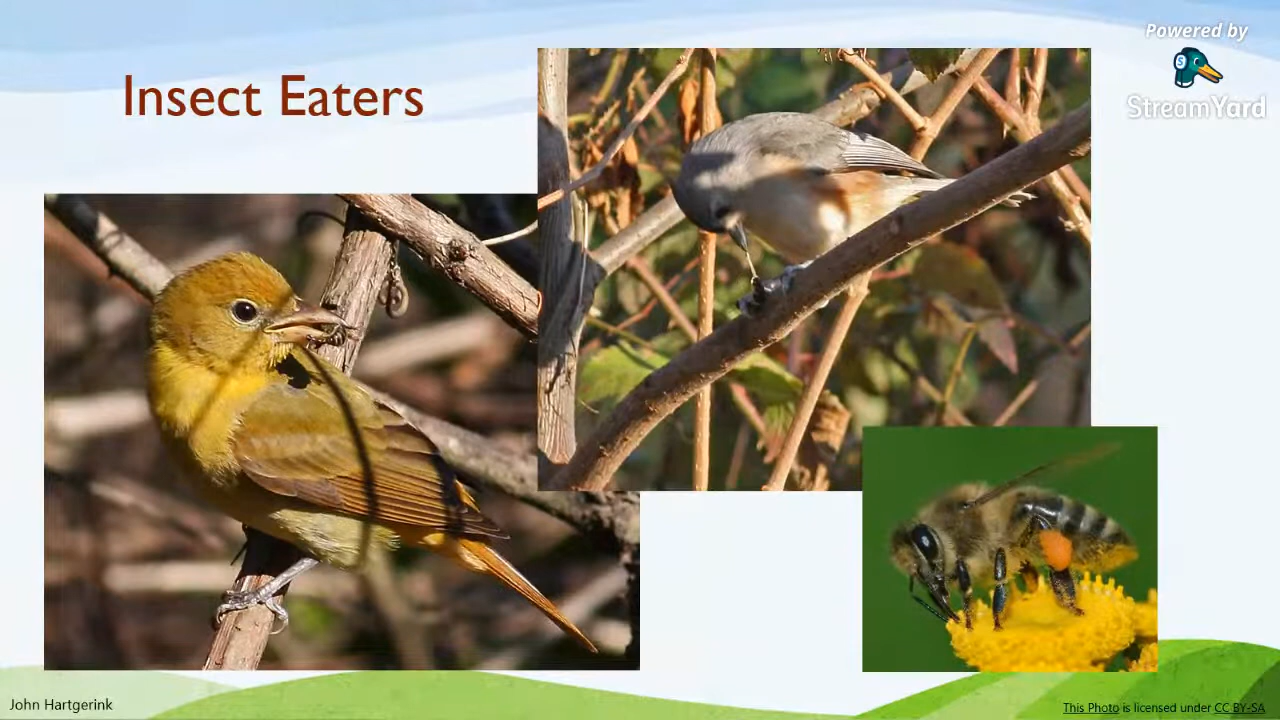 Powered by
StreamYard
Insect Eaters
John Hartgerink
This Photo is licensed under CC BY-SA